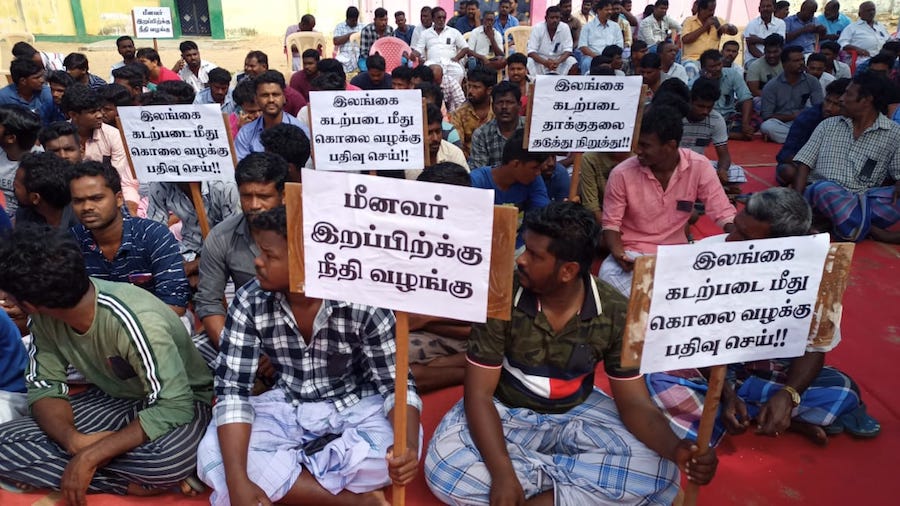 மீனவர்
இறப்பிற்க்கு
நீதி வழங்கு
இலங்கை
கடற்படை மீது
கொலை வழக்கு
பதிவு செய்!!
இலங்கை
கடற்படை மீது
கொலை வழக்கு
பதிவு செய்!!
இலங்கை
கடற்படை
தாக்குதலை
தடுத்து நிறுத்து!!
மீனவர்
இறப்பிற்க்கு
நீதி வழங்கு
இலங்கை
கடற்படை மீது
கொலை வழக்கு
பதிவு செய்!!